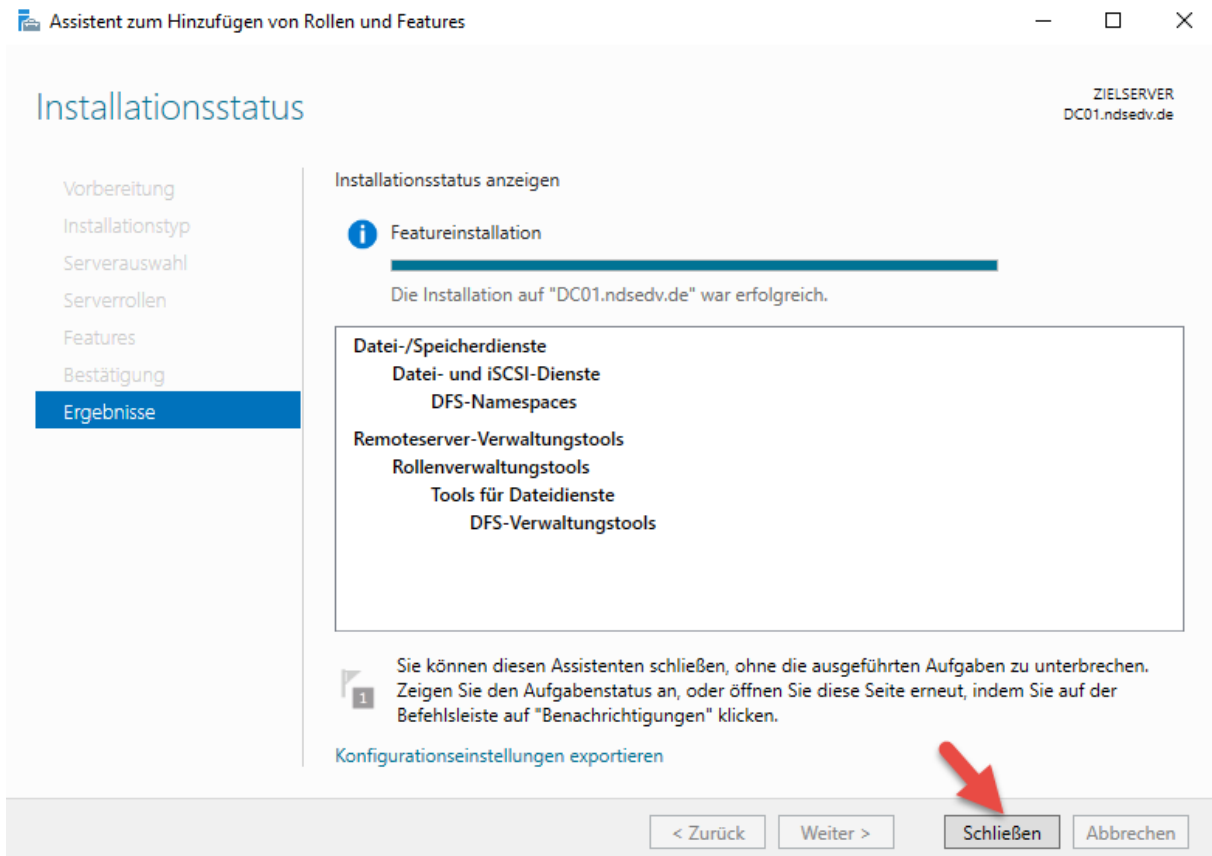 Assistent zum Hinzufügen von Rollen und Features
Installationsstatus
ZIELSERVER
DC01.ndsedv.de
Vorbereitung
Installationstyp
Serverauswahl
Serverrollen
Features
Bestätigung
Ergebnisse
Installationsstatus anzeigen
Featureinstallation
Die Installation auf "DC01.ndsedv.de" war erfolgreich.
Datei-/Speicherdienste
Datei- und iSCSI-Dienste
DFS-Namespaces
Remoteserver-Verwaltungstools
Rollenverwaltungstools
Tools für Dateidienste
DFS-Verwaltungstools
1
Sie können diesen Assistenten schließen, ohne die ausgeführten Aufgaben zu unterbrechen.
Zeigen Sie den Aufgabenstatus an, oder öffnen Sie diese Seite erneut, indem Sie auf der
Befehlsleiste auf "Benachrichtigungen" klicken.
Konfigurationseinstellungen exportieren
< Zurück
Weiter >
Schließen
Abbrechen